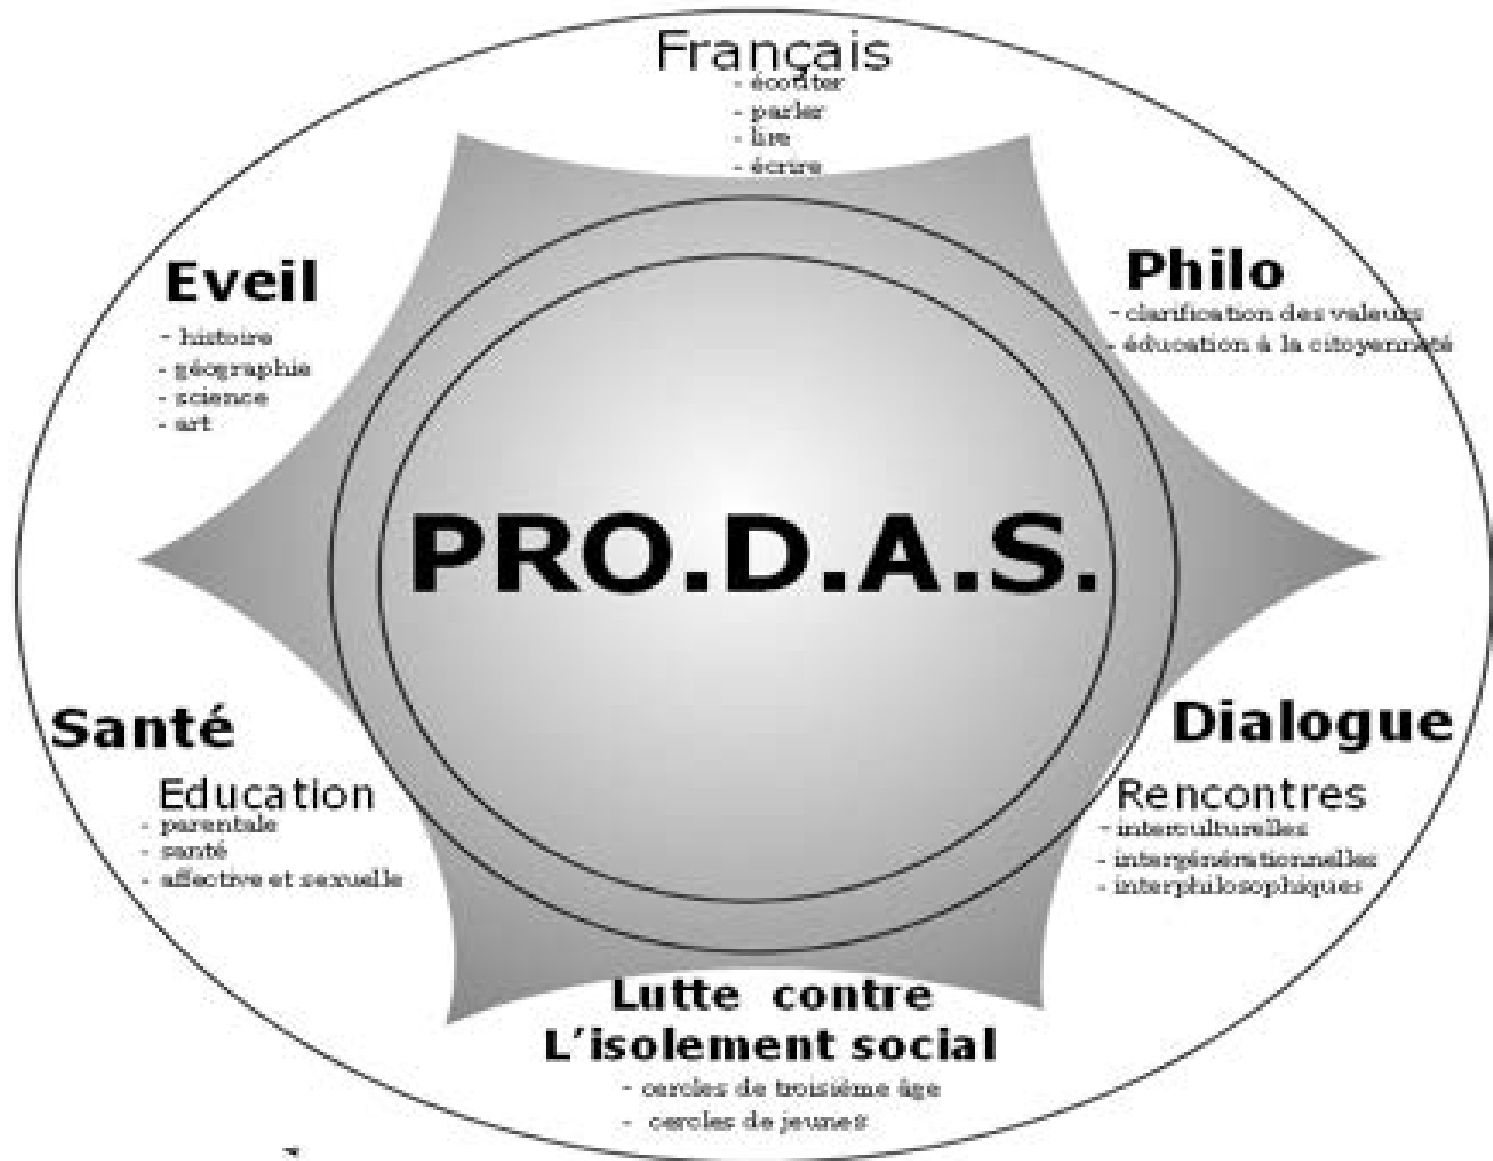 Français
- écouter
- parler
- lire
- écrire
Eveil
- histoire
- géographie
- science
- art
Philo
- clarification des valeurs
- éducation à la citoyenneté
PRO.D.A.S.
Santé
Education
- parentale
- santé
- affective et sexuelle
Dialogue
Rencontres
- interculturelles
- intergénérationnelles
- interphilosophiques
Lutte contre
L'isolement social
- cercles de troisième âge
- cercles de jeunes